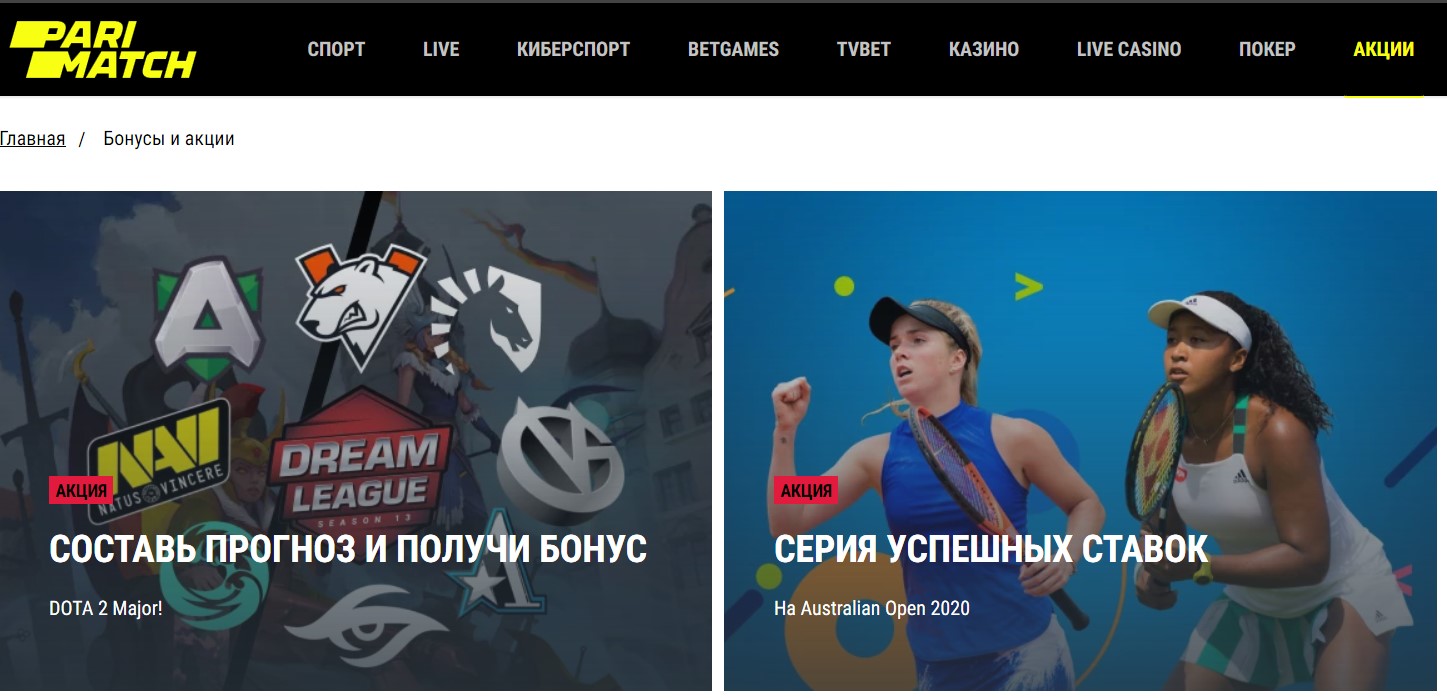 PARI
MATCH
СПОРТ LIVE КИБЕРСПОРТ BETGAMES TVBET КАЗИНО LIVE CASINO ПОКЕР АКЦИИ
Главная / Бонусы и акции
NAVI
NATUS VINCERE
DREAM
LEAGUE
SEASON 13
АКЦИЯ
СОСТАВЬ ПРОГНОЗ И ПОЛУЧИ БОНУС
DOTA 2 Major!
АКЦИЯ
СЕРИЯ УСПЕШНЫХ СТАВОК
На Australian Open 2020